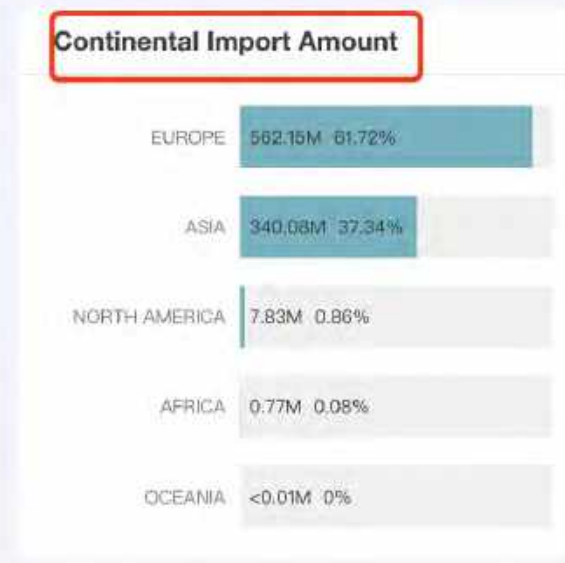 Continental Import Amount
EUROPE 562.15M 61.72%
ASIA 340.08M 37.34%
NORTH AMERICA 7.83M 0.86%
AFRICA 0.77M 0.08%
OCEANIA <0.01M 0%